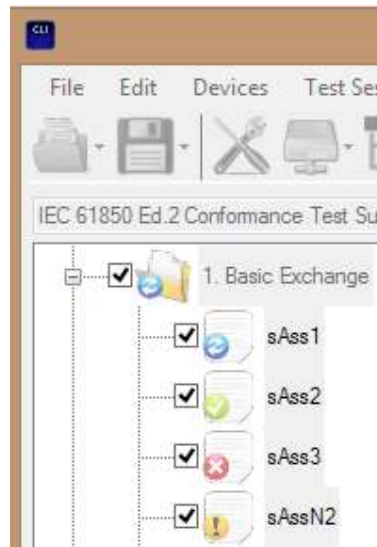 CLI
File Edit Devices Test Ses
IEC 61850 Ed.2 Conformance Test Su
1. Basic Exchange
sAss1
sAss2
sAss3
sAssN2